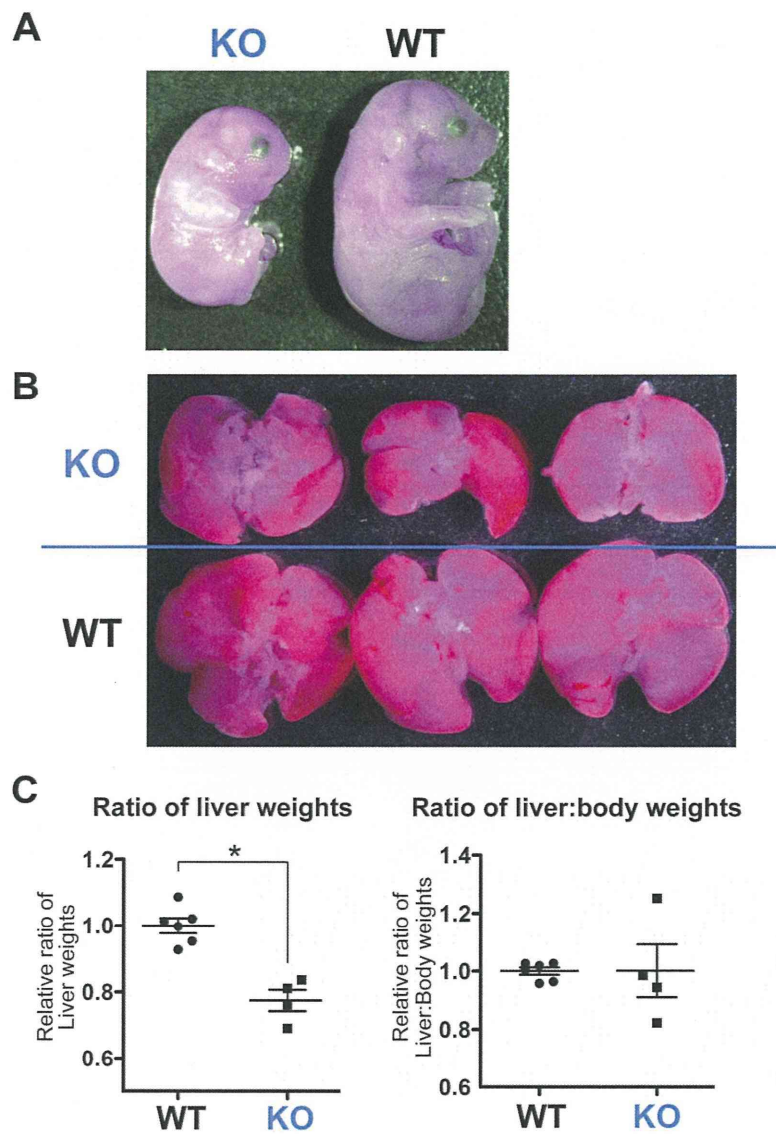 A
KO WT
B
KO
WT
C
Ratio of liver weights
Relative ratio of
Liver weights
1.2
1.0
0.8
0.6
*
WT KO
Ratio of liver:body weights
Relative ratio of
Liver:Body weights
1.4
1.2
1.0
0.8
0.6
WT KO